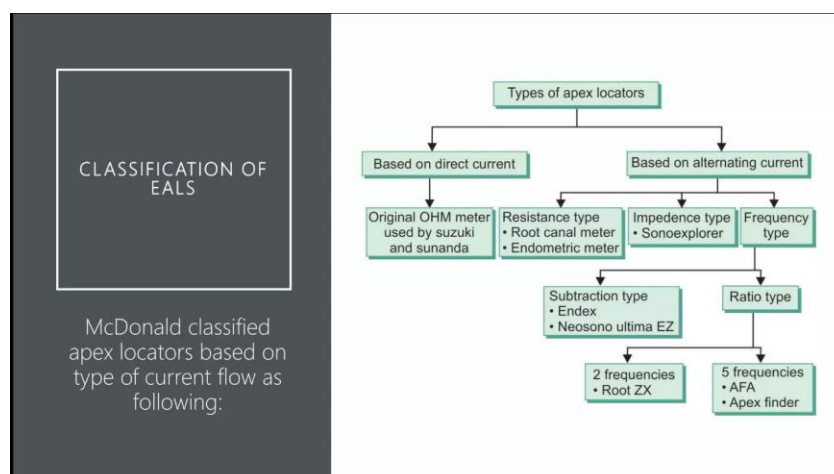 CLASSIFICATION OF
EALS
McDonald classified
apex locators based on
type of current flow as
following:
Types of apex locators
Based on direct current
Based on alternating current
Original OHM meter
used by suzuki
and sunanda
Resistance type
• Root canal meter
• Endometric meter
Impedence type
• Sonoexplorer
Frequency
type
Subtraction type
• Endex
• Neosono ultima EZ
Ratio type
2 frequencies
• Root ZX
5 frequencies
• AFA
• Apex finder